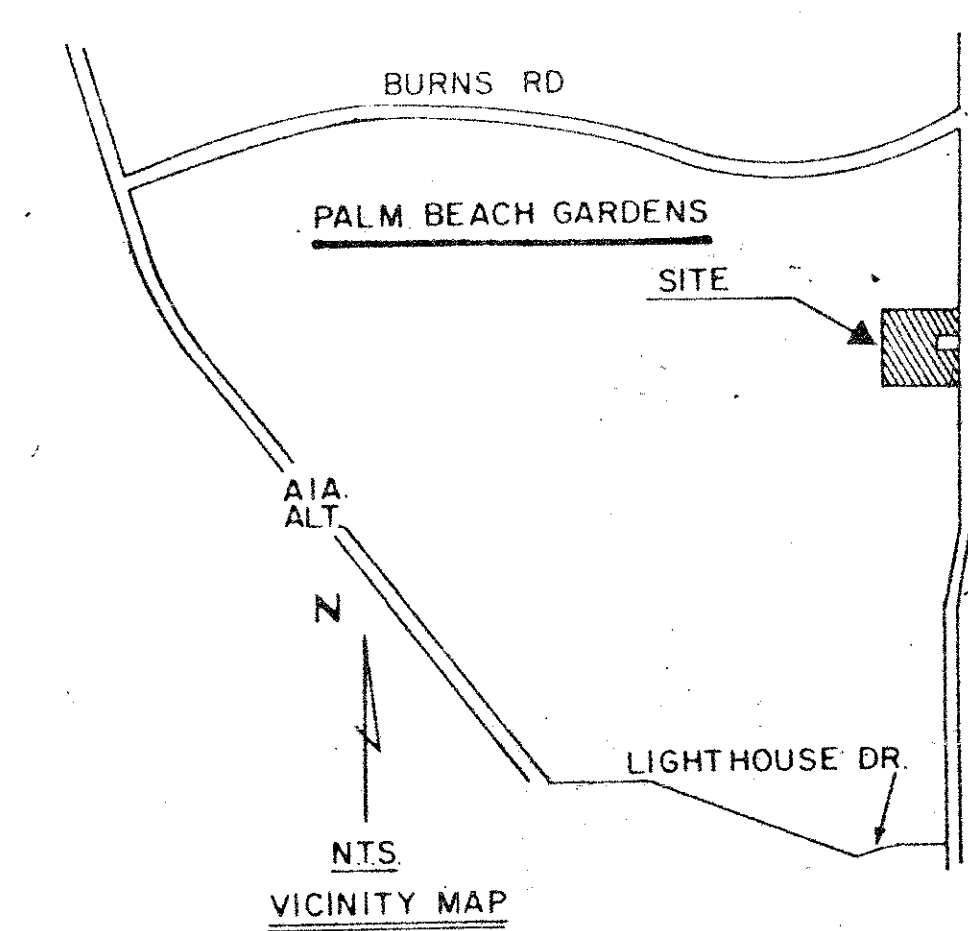 BURNS RD
PALM BEACH GARDENS
SITE
A1A.
ALT.
N
LIGHTHOUSE DR.
N.T.S.
VICINITY MAP